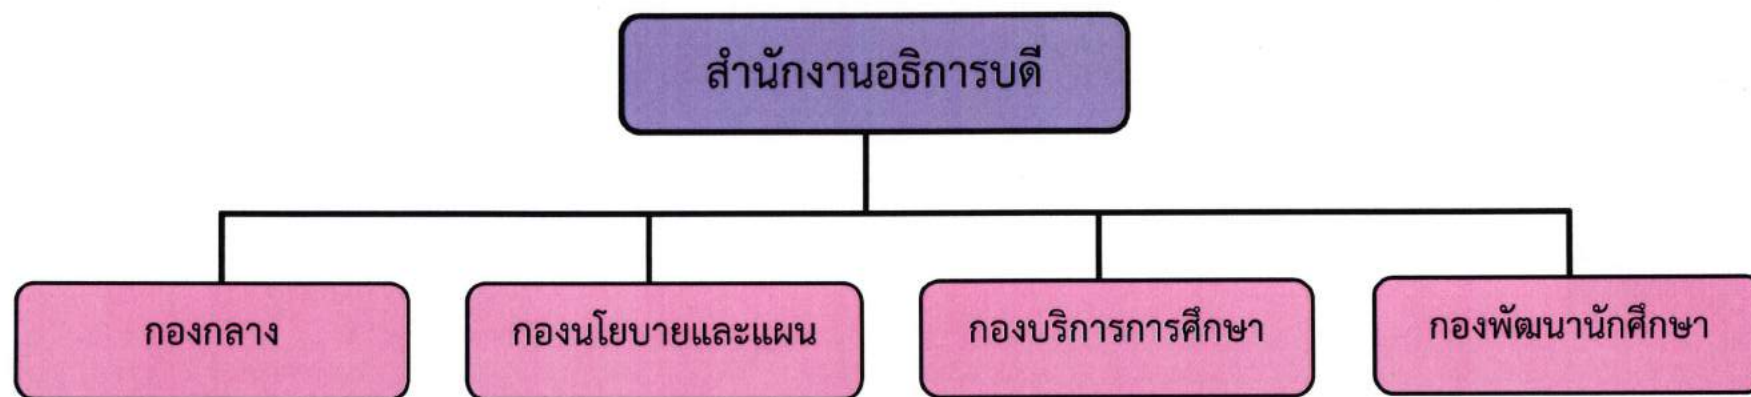 สำนักงานอธิการบดี
กองกลาง
กองนโยบายและแผน
กองบริการการศึกษา
กองพัฒนานักศึกษา